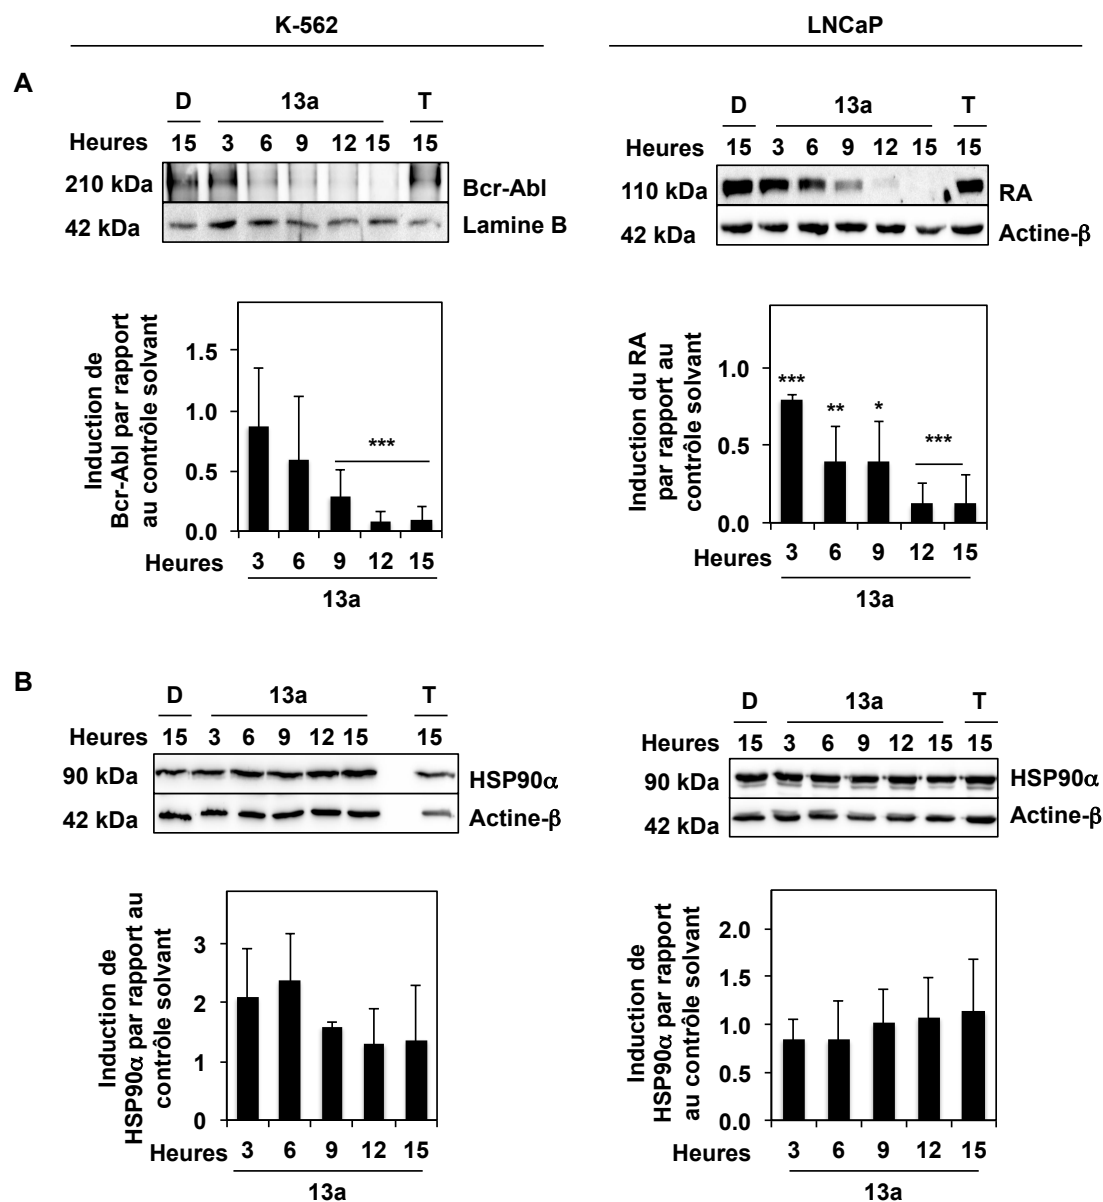 K-562
LNCaP
A
D 13a T
Heures 15 3 6 9 12 15 15
210 kDa Bcr-Abl
42 kDa Lamine B
D 13a T
Heures 15 3 6 9 12 15 15
110 kDa RA
42 kDa Actine-β
Induction de
Bcr-Abl par rapport
au contrôle solvant
1.5
1.0
0.5
0.0
***
Heures 3 6 9 12 15
13a
Induction du RA
par rapport au
contrôle solvant
1.0
0.5
0.0
*** ** * ***
Heures 3 6 9 12 15
13a
B
D 13a T
Heures 15 3 6 9 12 15 15
90 kDa HSP90α
42 kDa Actine-β
D 13a T
Heures 15 3 6 9 12 15 15
90 kDa HSP90α
42 kDa Actine-β
Induction de
HSP90α par rapport au
contrôle solvant
3
2
1
0
Heures 3 6 9 12 15
13a
Induction de
HSP90α par rapport
au contrôle solvant
2.0
1.5
1.0
0.5
0.0
Heures 3 6 9 12 15
13a